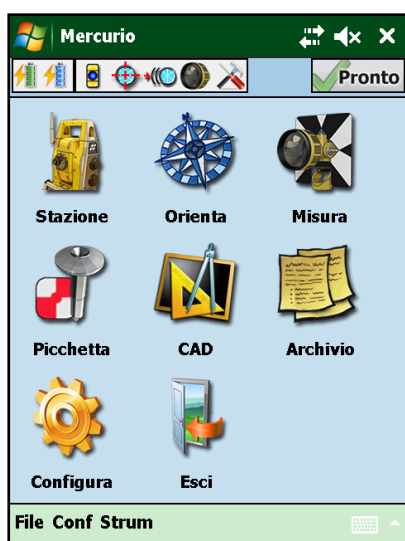 Mercurio
Pronto
Stazione Orienta Misura
Picchetta CAD Archivio
Configura Esci
File Conf Strum